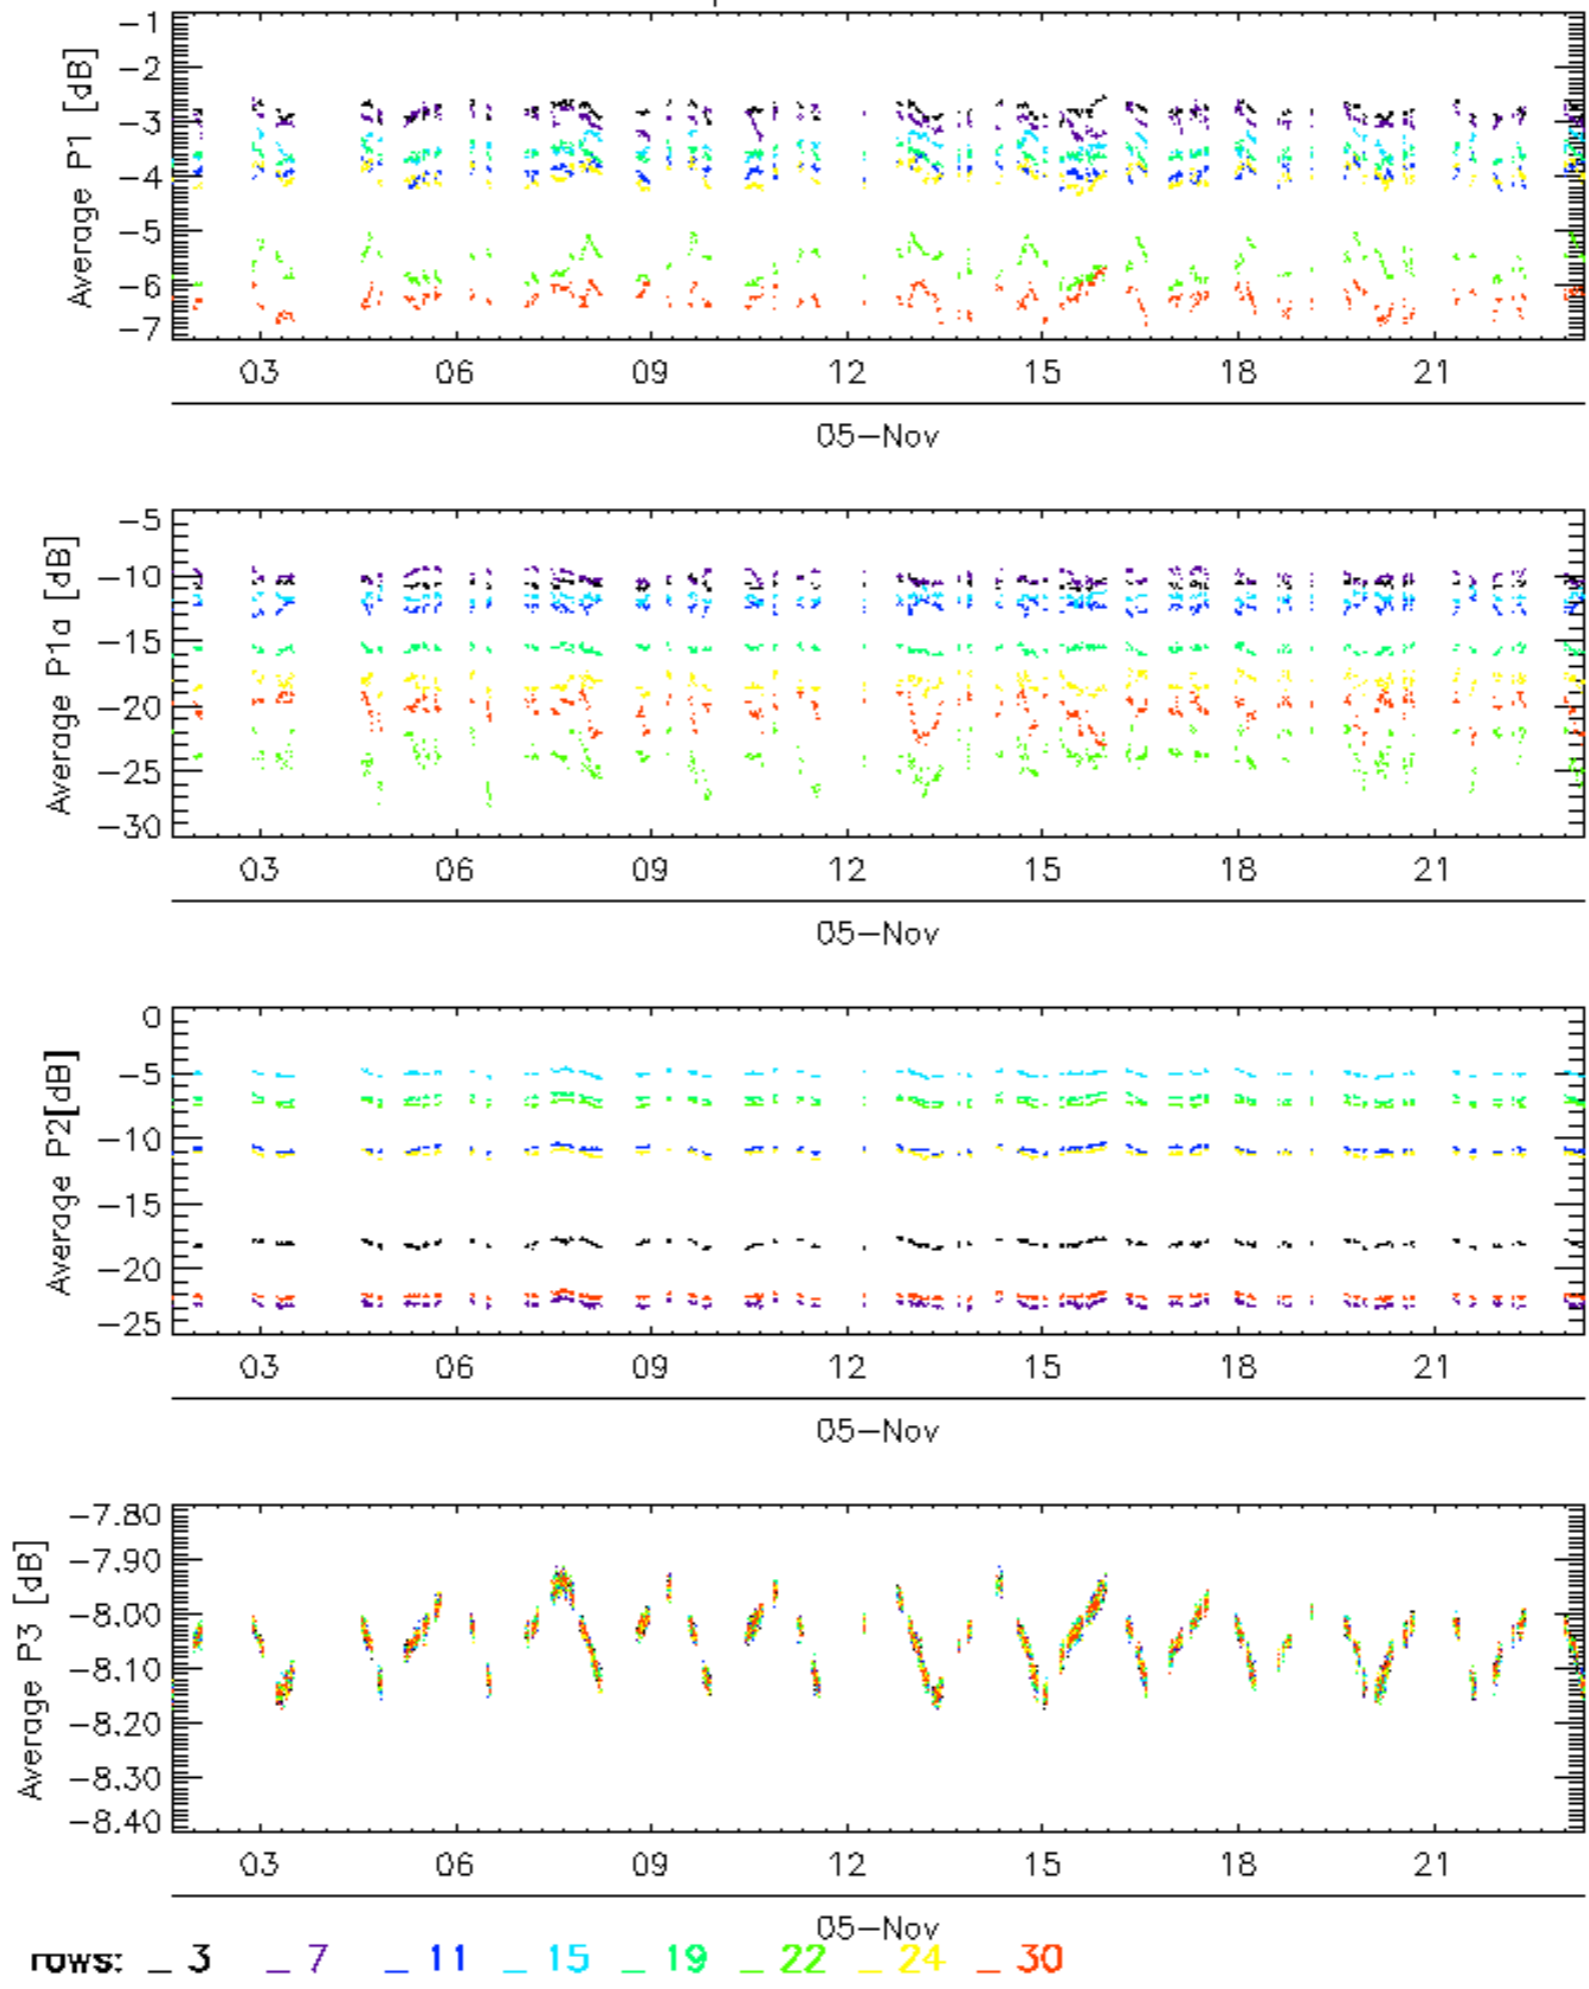 Average P1 [dB]
-1
-2
-3
-4
-5
-6
-7
03 06 09 12 15 18 21
05-Nov
Average P1a [dB]
-5
-10
-15
-20
-25
-30
03 06 09 12 15 18 21
05-Nov
Average P2[dB]
0
-5
-10
-15
-20
-25
03 06 09 12 15 18 21
05-Nov
Average P3 [dB]
-7.80
-7.90
-8.00
-8.10
-8.20
-8.30
-8.40
03 06 09 12 15 18 21
05-Nov
rows: _ 3 _ 7 _ 11 _ 15 _ 19 _ 22 _ 24 _ 30